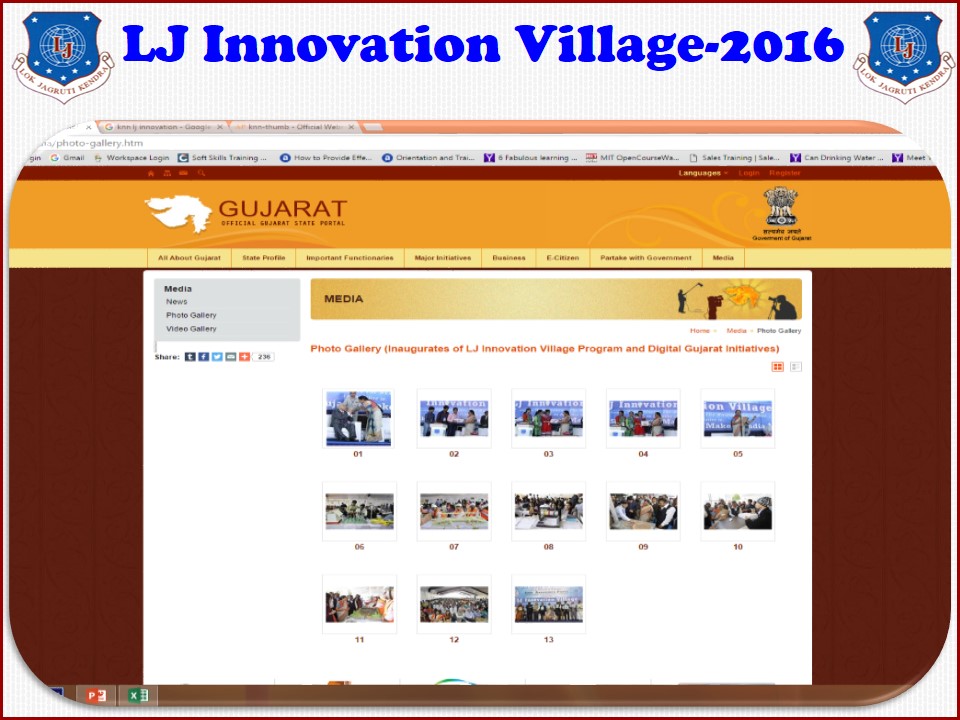 LJ Innovation Village-2016
LJ
LOK JAGRUTI KENDRA
LJ
LOK JAGRUTI KENDRA
knn lj innovation - Google
knn-thumb - Official Web
/photo-gallery.htm
Gmail Workspace Login Soft Skills Training ... How to Provide Effe... Orientation and Trai... 6 Fabulous learning ... MIT OpenCourseWa... Sales Training | Sale... Can Drinking Water ... Meet
Languages Login Register
GUJARAT
OFFICIAL GUJARAT STATE PORTAL
सत्यमेव जयते
Government of Gujarat
All About Gujarat State Profile Important Functionaries Major Initiatives Business E-Citizen Partake with Government Media
Media
News
Photo Gallery
Video Gallery
Share: 236
MEDIA
Home Media Photo Gallery
Photo Gallery (Inaugurates of LJ Innovation Village Program and Digital Gujarat Initiatives)
01 02 03 04 05
06 07 08 09 10
11 12 13